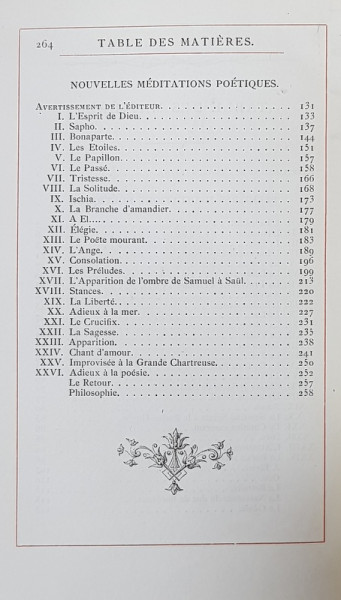 264 TABLE DES MATIÈRES.
NOUVELLES MÉDITATIONS POÉTIQUES.
AVERTISSEMENT DE L'ÉDITEUR. . . . . . . . . . . . . . . . . . 131
I. L'Esprit de Dieu. . . . . . . . . . . . . . . . . . . . . 133
II. Sapho. . . . . . . . . . . . . . . . . . . . . . . . . . 137
III. Bonaparte. . . . . . . . . . . . . . . . . . . . . . . . 144
IV. Les Etoiles. . . . . . . . . . . . . . . . . . . . . . . 151
V. Le Papillon. . . . . . . . . . . . . . . . . . . . . . . 157
VI. Le Passé. . . . . . . . . . . . . . . . . . . . . . . . 158
VII. Tristesse. . . . . . . . . . . . . . . . . . . . . . . . 166
VIII. La Solitude. . . . . . . . . . . . . . . . . . . . . . . 168
IX. Ischia. . . . . . . . . . . . . . . . . . . . . . . . . 173
X. La Branche d'amandier. . . . . . . . . . . . . . . . . . 177
XI. A El..... . . . . . . . . . . . . . . . . . . . . . . . 179
XII. Élégie. . . . . . . . . . . . . . . . . . . . . . . . . 181
XIII. Le Poëte mourant. . . . . . . . . . . . . . . . . . . . 183
XIV. L'Ange. . . . . . . . . . . . . . . . . . . . . . . . . 189
XV. Consolation. . . . . . . . . . . . . . . . . . . . . . . 196
XVI. Les Préludes. . . . . . . . . . . . . . . . . . . . . . 199
XVII. L'Apparition de l'ombre de Samuel à Saül. . . . . . . . . 213
XVIII. Stances. . . . . . . . . . . . . . . . . . . . . . . . . 220
XIX. La Liberté. . . . . . . . . . . . . . . . . . . . . . . 222
XX. Adieux à la mer. . . . . . . . . . . . . . . . . . . . . 227
XXI. Le Crucifix. . . . . . . . . . . . . . . . . . . . . . . 231
XXII. La Sagesse. . . . . . . . . . . . . . . . . . . . . . . 235
XXIII. Apparition. . . . . . . . . . . . . . . . . . . . . . . 238
XXIV. Chant d'amour. . . . . . . . . . . . . . . . . . . . . . 241
XXV. Improvisée à la Grande Chartreuse. . . . . . . . . . . . 250
XXVI. Adieux à la poésie. . . . . . . . . . . . . . . . . . . 252
Le Retour. . . . . . . . . . . . . . . . . . . . . . . . 257
Philosophie. . . . . . . . . . . . . . . . . . . . . . . 258